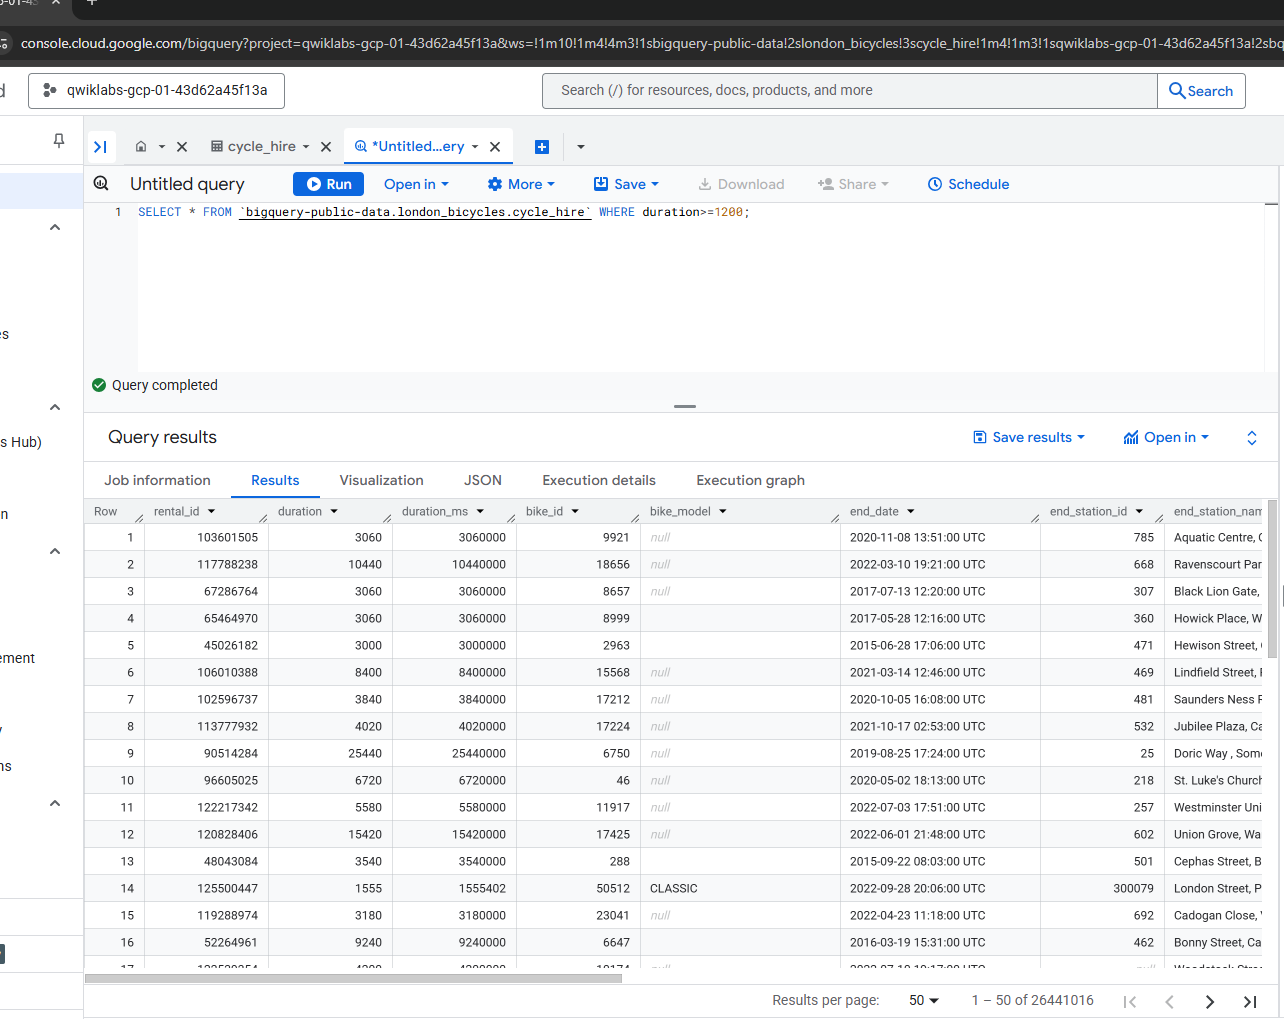 console.cloud.google.com/bigquery?project=qwiklabs-gcp-01-43d62a45f13a&ws=!1m10!1m4!4m3!1sbigquery-public-data!2slondon_bicycles!3scycle_hire!1m4!1m3!1sqwiklabs-gcp-01-43d62a45f13a!2sbq
qwiklabs-gcp-01-43d62a45f13a
Search (/) for resources, docs, products, and more
Search
cycle_hire
*Untitled...ery
Untitled query
Run
Open in
More
Save
Download
Share
Schedule
1 SELECT * FROM `bigquery-public-data.london_bicycles.cycle_hire` WHERE duration>=1200;
Query completed
s Hub)
Query results
Save results
Open in
Job information
Results
Visualization
JSON
Execution details
Execution graph
Row rental_id duration duration_ms bike_id bike_model end_date end_station_id end_station_nam
1 103601505 3060 3060000 9921 null 2020-11-08 13:51:00 UTC 785 Aquatic Centre,
2 117788238 10440 10440000 18656 null 2022-03-10 19:21:00 UTC 668 Ravenscourt Par
3 67286764 3060 3060000 8657 null 2017-07-13 12:20:00 UTC 307 Black Lion Gate,
4 65464970 3060 3060000 8999 2017-05-28 12:16:00 UTC 360 Howick Place, W
5 45026182 3000 3000000 2963 2015-06-28 17:06:00 UTC 471 Hewison Street,
6 106010388 8400 8400000 15568 null 2021-03-14 12:46:00 UTC 469 Lindfield Street,
7 102596737 3840 3840000 17212 null 2020-10-05 16:08:00 UTC 481 Saunders Ness
8 113777932 4020 4020000 17224 null 2021-10-17 02:53:00 UTC 532 Jubilee Plaza, Ca
9 90514284 25440 25440000 6750 null 2019-08-25 17:24:00 UTC 25 Doric Way , Som
10 96605025 6720 6720000 46 null 2020-05-02 18:13:00 UTC 218 St. Luke's Church
11 122217342 5580 5580000 11917 null 2022-07-03 17:51:00 UTC 257 Westminster Uni
12 120828406 15420 15420000 17425 null 2022-06-01 21:48:00 UTC 602 Union Grove, Wa
13 48043084 3540 3540000 288 2015-09-22 08:03:00 UTC 501 Cephas Street, B
14 125500447 1555 1555402 50512 CLASSIC 2022-09-28 20:06:00 UTC 300079 London Street, P
15 119288974 3180 3180000 23041 null 2022-04-23 11:18:00 UTC 692 Cadogan Close,
16 52264961 9240 9240000 6647 2016-03-19 15:31:00 UTC 462 Bonny Street, Ca
ement
Results per page: 50 1 – 50 of 26441016